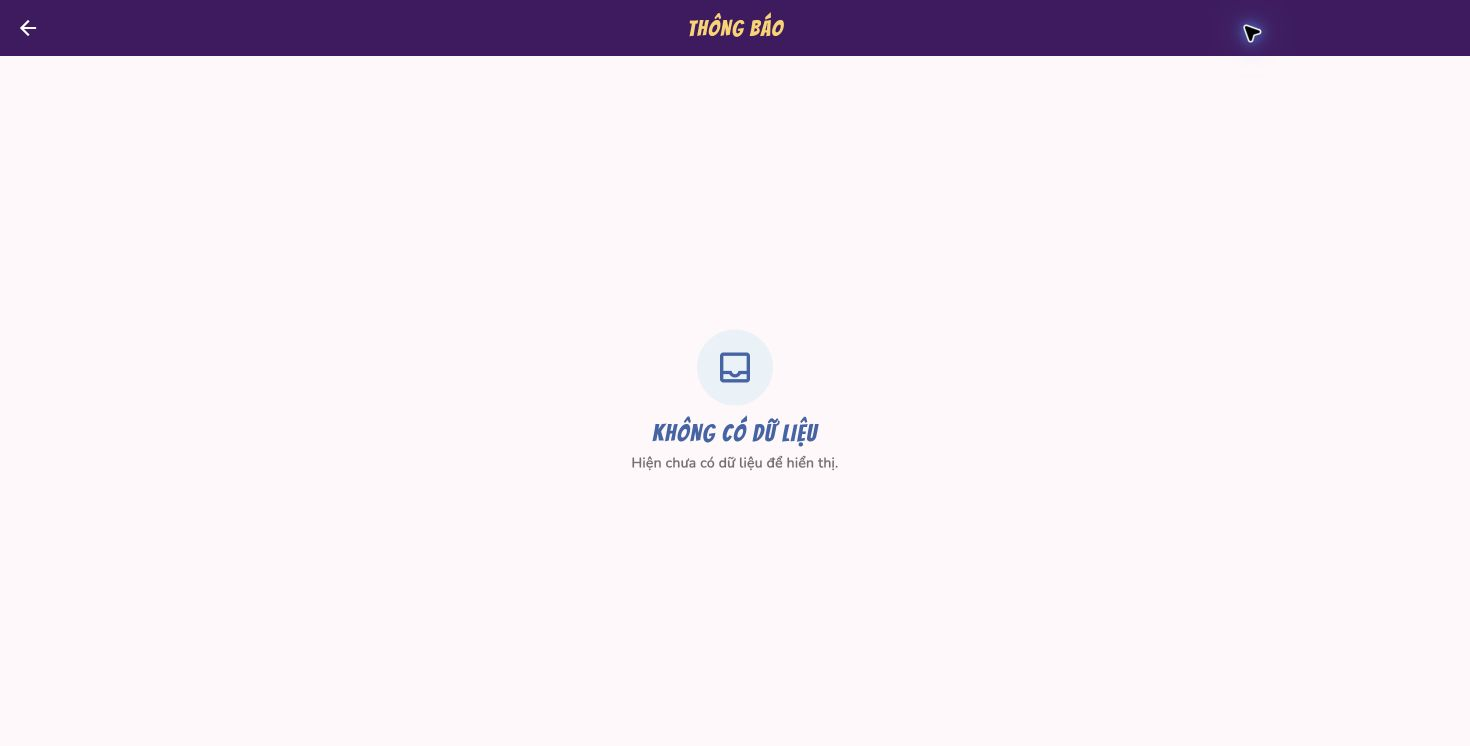 THÔNG BÁO
KHÔNG CÓ DỮ LIỆU
Hiện chưa có dữ liệu để hiển thị.